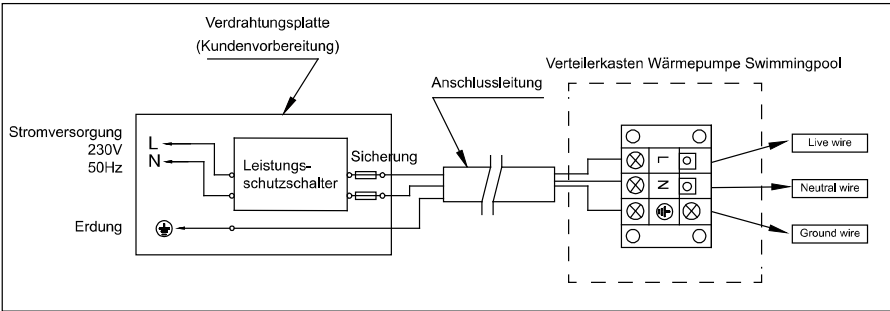 Verdrahtungsplatte
(Kundenvorbereitung)
Verteilerkasten Wärmepumpe Swimmingpool
Anschlussleitung
Stromversorgung
230V
50Hz
L
N
Leistungs-
schutzschalter
Sicherung
Erdung
L
N
Live wire
Neutral wire
Ground wire